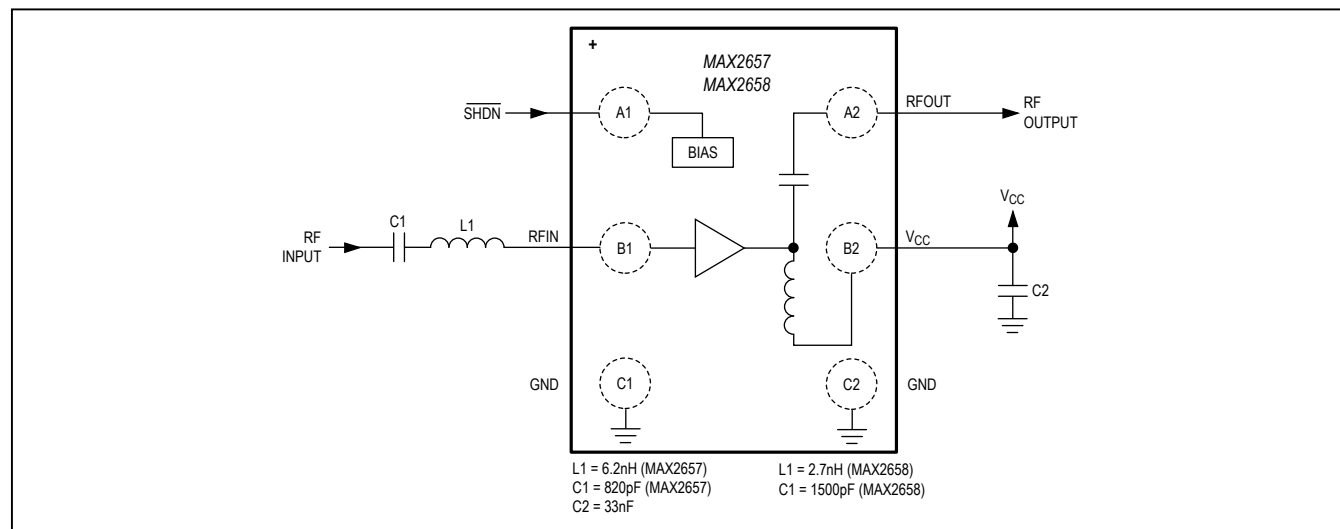 +
MAX2657
MAX2658
SHDN
A1
BIAS
A2
RFOUT
RF
OUTPUT
C1
L1
RF
INPUT
RFIN
B1
B2
VCC
VCC
C2
GND
C1
C2
GND
L1 = 6.2nH (MAX2657)
C1 = 820pF (MAX2657)
C2 = 33nF
L1 = 2.7nH (MAX2658)
C1 = 1500pF (MAX2658)